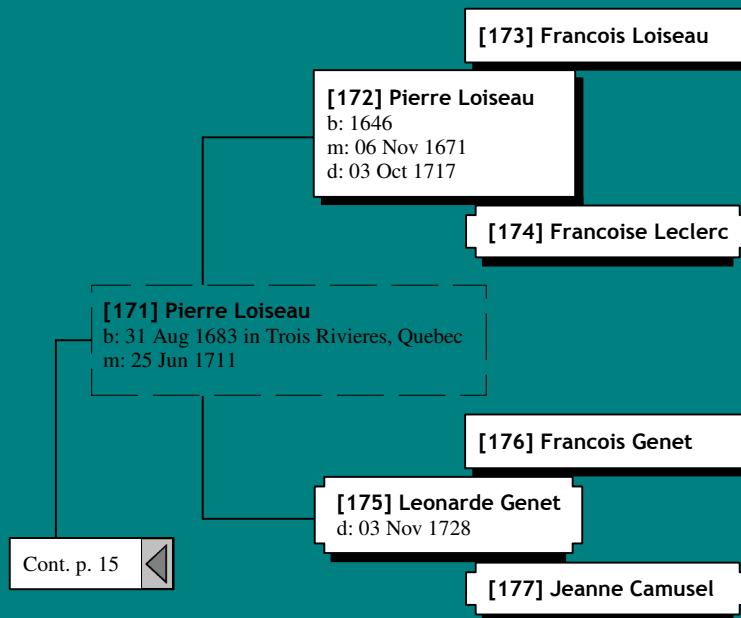 [173] Francois Loiseau
[172] Pierre Loiseau
b: 1646
m: 06 Nov 1671
d: 03 Oct 1717
[174] Francoise Leclerc
[171] Pierre Loiseau
b: 31 Aug 1683 in Trois Rivieres, Quebec
m: 25 Jun 1711
[176] Francois Genet
[175] Leonarde Genet
d: 03 Nov 1728
Cont. p. 15
[177] Jeanne Camusel